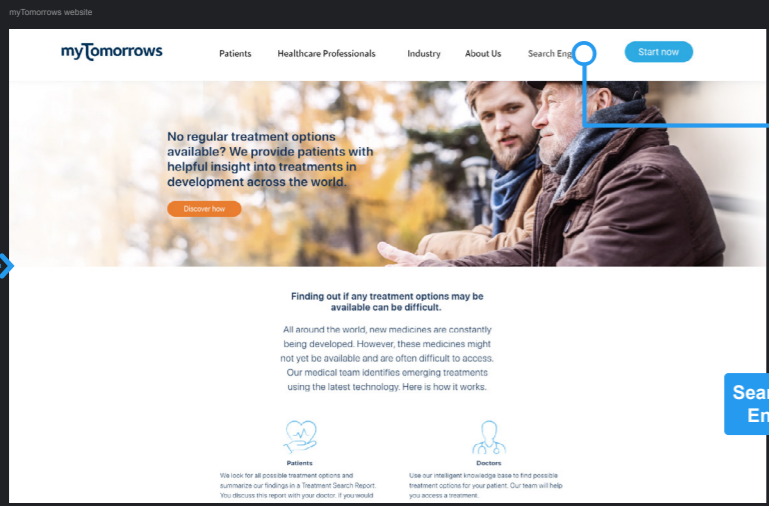 myTomorrows website
myTomorrows
Patients
Healthcare Professionals
Industry
About Us
Search Eng
Start now
No regular treatment options
available? We provide patients with
helpful insight into treatments in
development across the world.
Discover how
Finding out if any treatment options may be
available can be difficult.
All around the world, new medicines are constantly
being developed. However, these medicines might
not yet be available and are often difficult to access.
Our medical team identifies emerging treatments
using the latest technology. Here is how it works.
Sear
En
Patients
We look for all possible treatment options and
summarize our findings in a Treatment Search Report.
You discuss this report with your doctor. If you would
Doctors
Use our intelligent knowledge base to find possible
treatment options for your patient. Our team will help
you access a treatment.